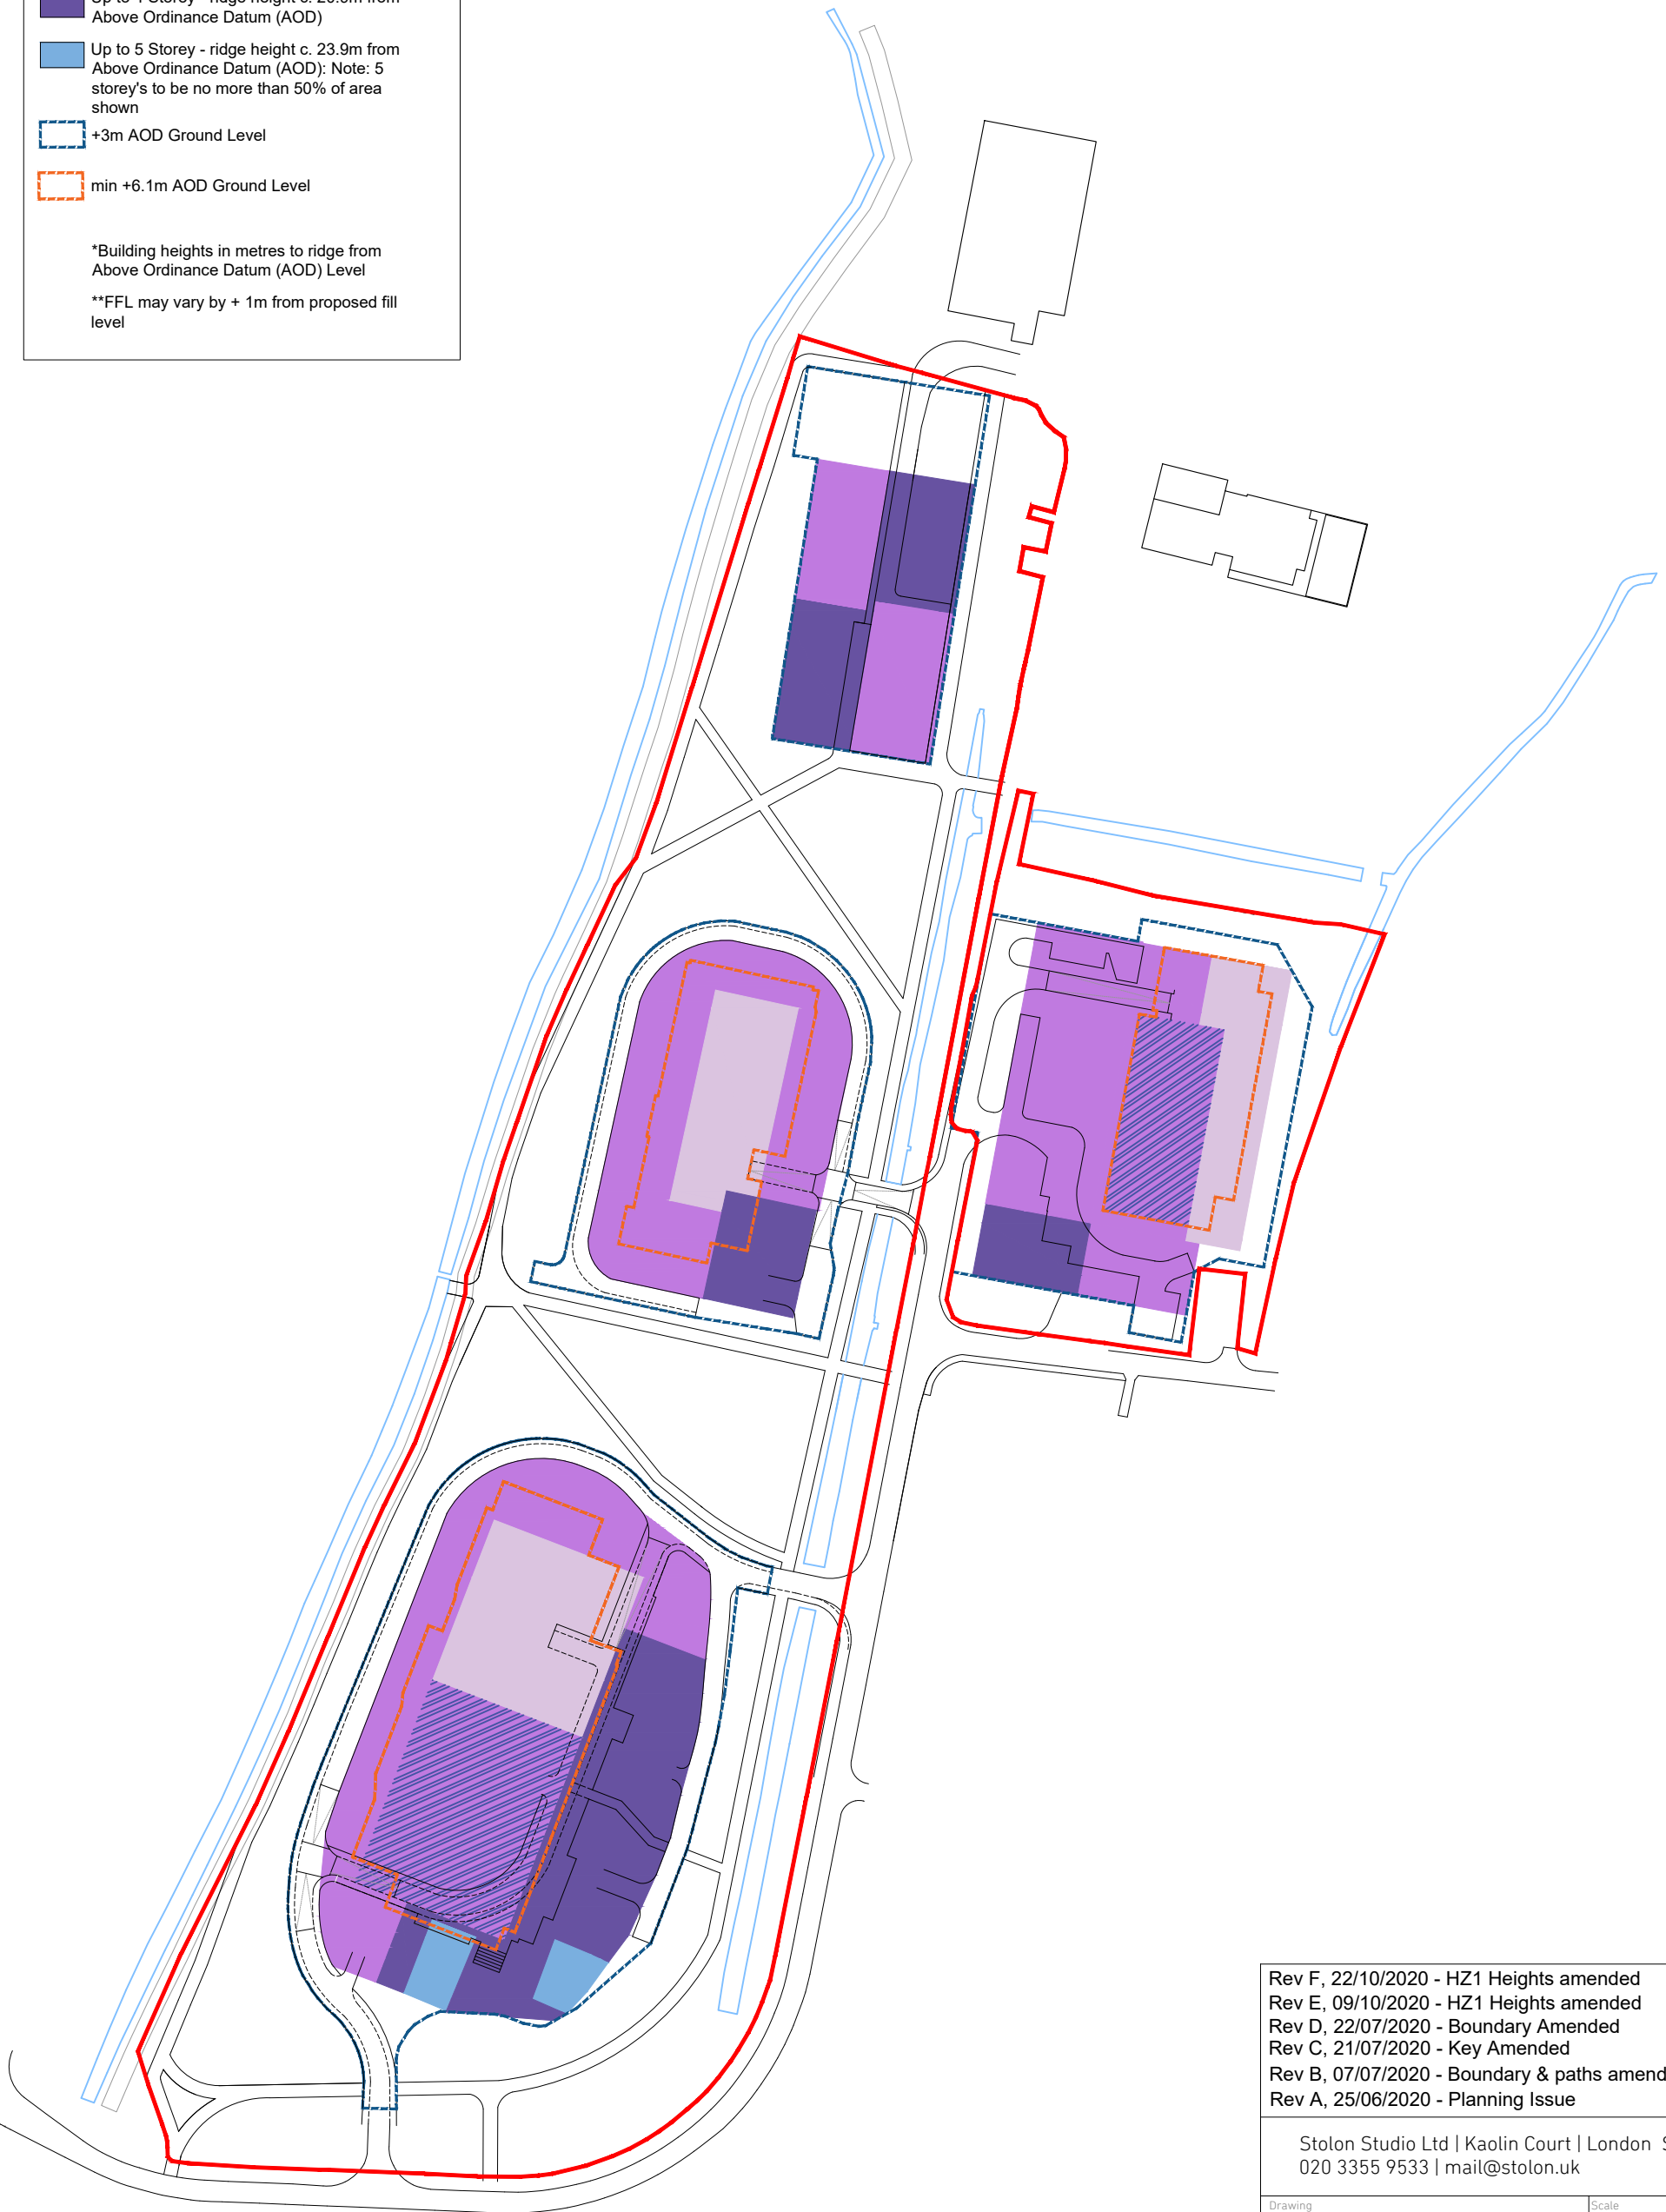 Above Ordinance Datum (AOD)
Up to 5 Storey - ridge height c. 23.9m from
Above Ordinance Datum (AOD): Note: 5
storey's to be no more than 50% of area
shown
+3m AOD Ground Level
min +6.1m AOD Ground Level
*Building heights in metres to ridge from
Above Ordinance Datum (AOD) Level
**FFL may vary by + 1m from proposed fill
level
Rev F, 22/10/2020 - HZ1 Heights amended
Rev E, 09/10/2020 - HZ1 Heights amended
Rev D, 22/07/2020 - Boundary Amended
Rev C, 21/07/2020 - Key Amended
Rev B, 07/07/2020 - Boundary & paths amend
Rev A, 25/06/2020 - Planning Issue
Stolon Studio Ltd | Kaolin Court | London S
020 3355 9533 | mail@stolon.uk
Drawing
Scale